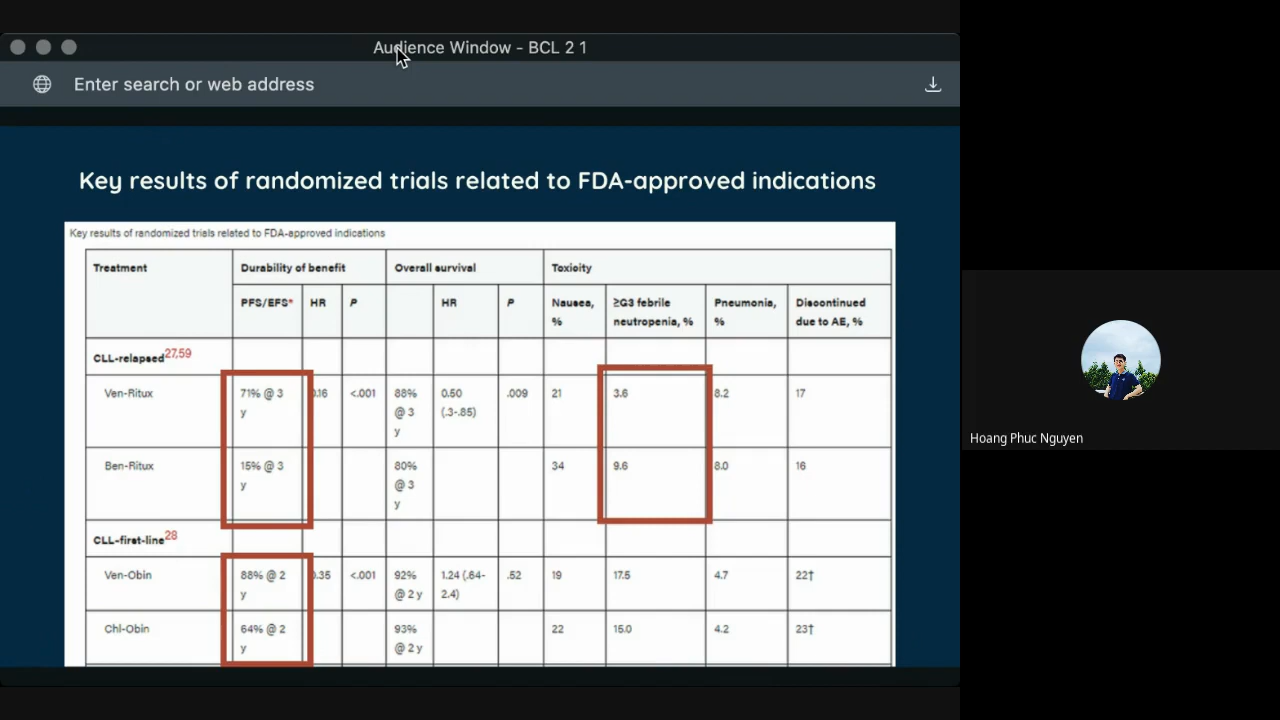 Audience Window - BCL 2 1
Enter search or web address
Key results of randomized trials related to FDA-approved indications
Key results of randomized trials related to FDA-approved indications
Treatment Durability of benefit Overall survival Toxicity
PFS/EFS* HR P HR P Nausea, % ≥G3 febrile neutropenia, % Pneumonia, % Discontinued due to AE, %
CLL-relapsed27,59
Ven-Ritux 71% @ 3 y 0.16 <.001 88% @ 3 y 0.50 (.3-.85) .009 21 3.6 8.2 17
Ben-Ritux 15% @ 3 y 80% @ 3 y 34 9.6 8.0 16
CLL-first-line28
Ven-Obin 88% @ 2 y 0.35 <.001 92% @ 2 y 1.24 (.64-2.4) .52 19 17.5 4.7 22†
Chl-Obin 64% @ 2 y 93% @ 2 y 22 15.0 4.2 23†
Hoang Phuc Nguyen